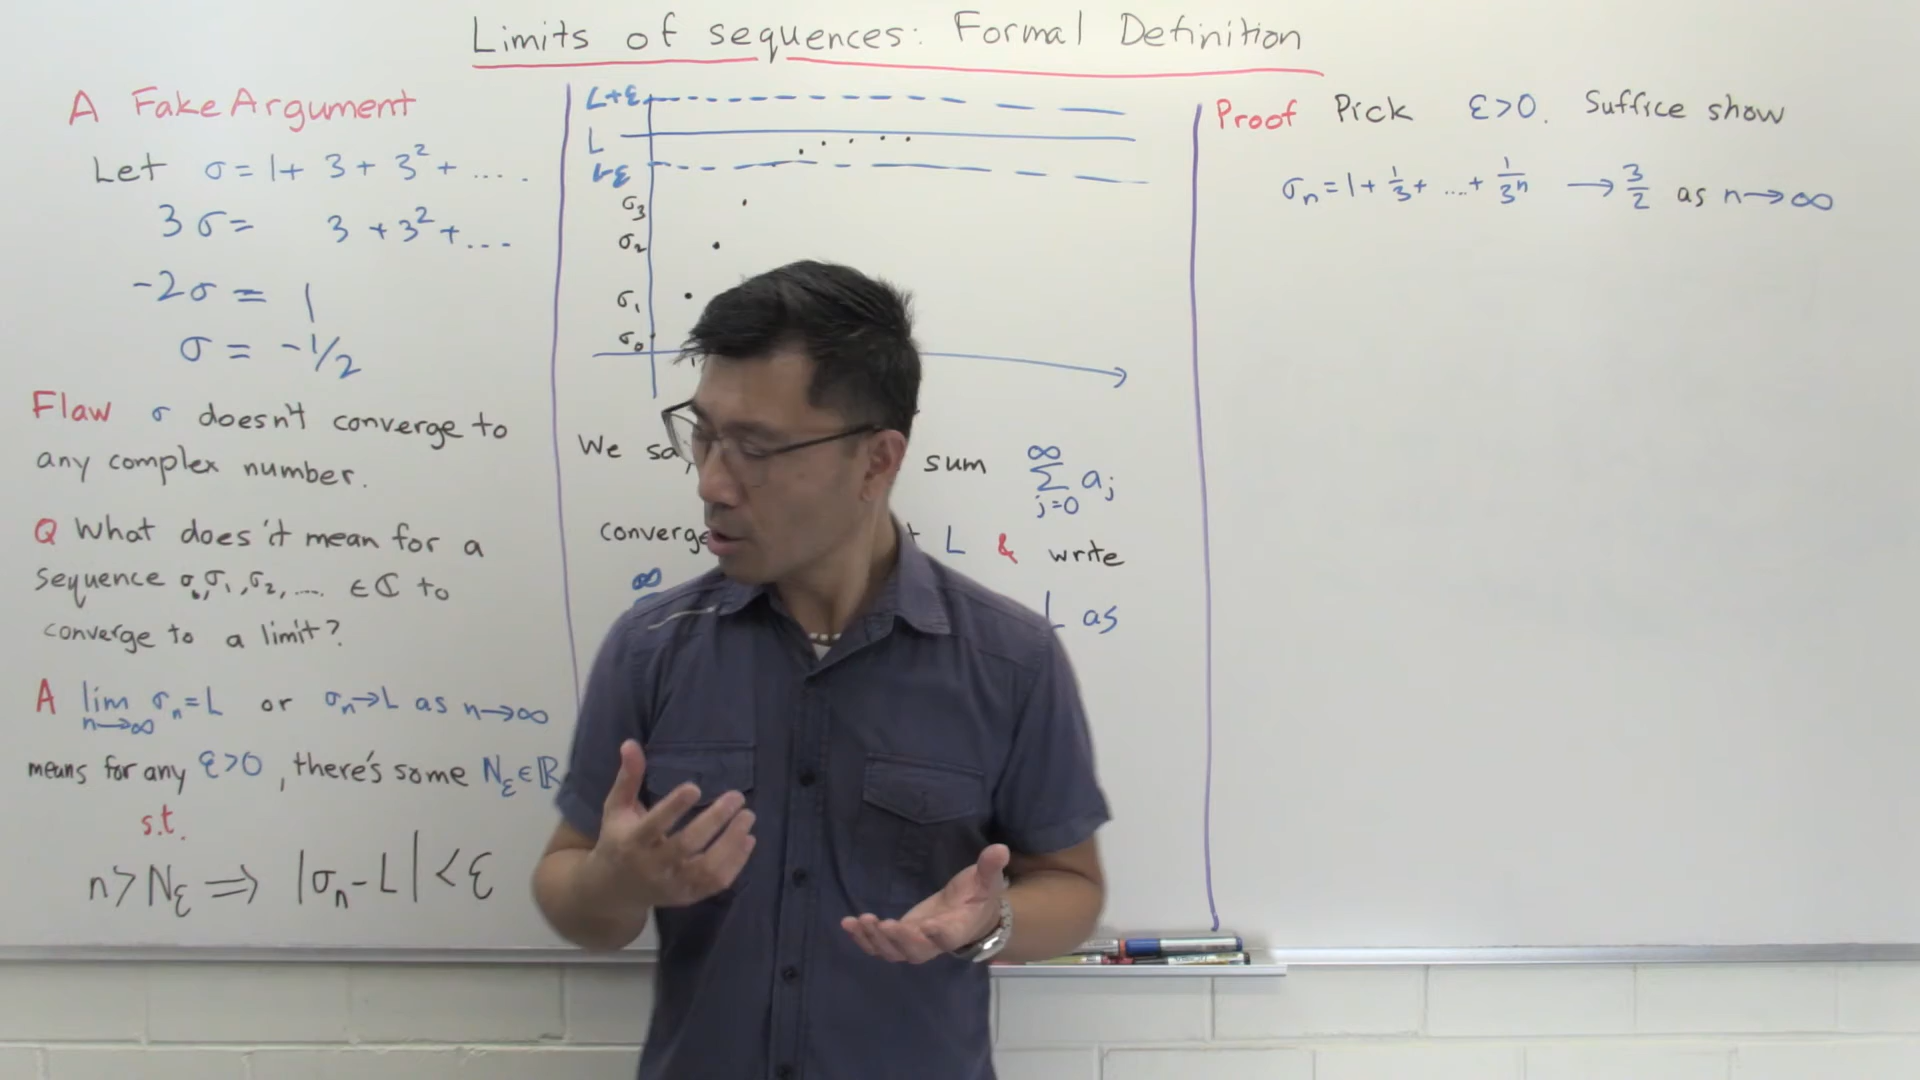 Limits of sequences: Formal Definition
A Fake Argument
Let σ = 1 + 3 + 3² + ....
3σ = 3 + 3² + ...
-2σ = 1
σ = -1/2
Flaw σ doesn't converge to
any complex number.
Q What does it mean for a
sequence σ₀, σ₁, σ₂, .... ∈ ℂ to
converge to a limit?
A lim n→∞ σₙ = L or σₙ → L as n → ∞
means for any ε > 0, there's some N_ε ∈ ℝ
s.t.
n > N_ε ⟹ |σₙ - L| < ε
L+ε
L
L-ε
σ₃
σ₂
σ₁
σ₀
We sum ∞ Σ j=0 aⱼ
converge L & write
∞ L as
Proof Pick ε > 0. Suffice show
σₙ = 1 + 1/3 + .... + 1/3ⁿ → 3/2 as n → ∞